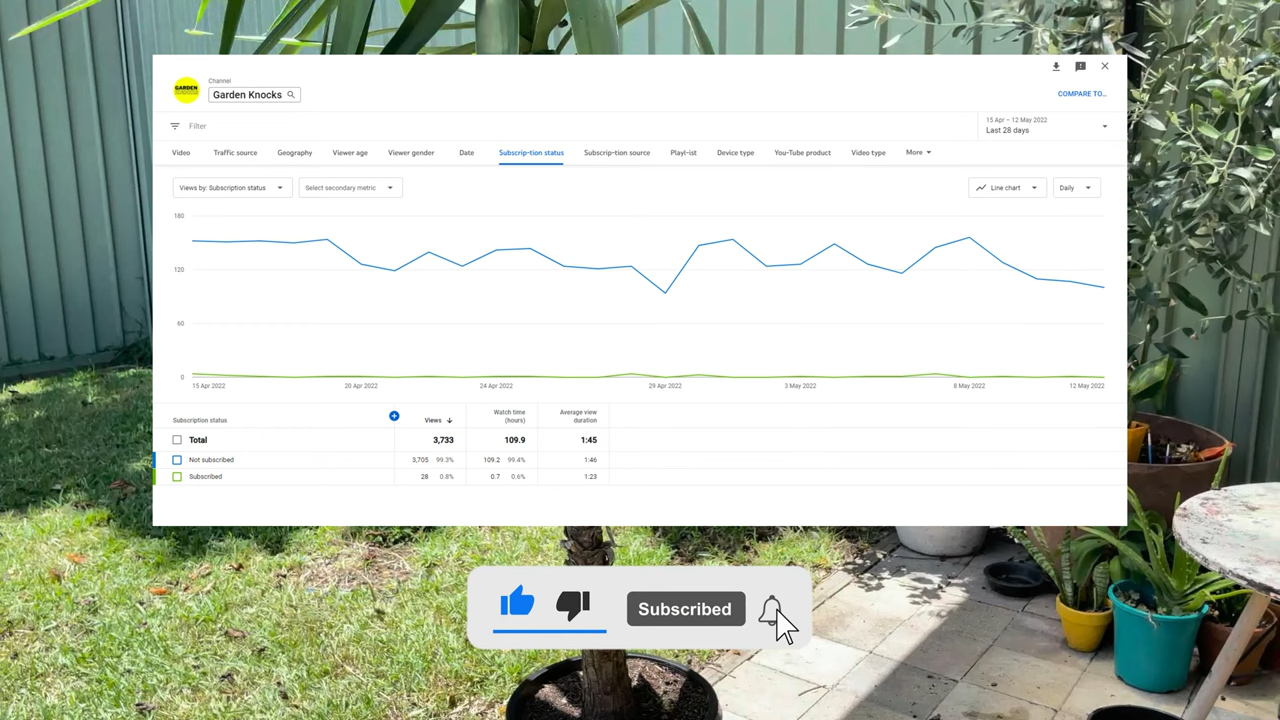 Channel
GARDEN
Garden Knocks
COMPARE TO...
Filter
15 Apr – 12 May 2022
Last 28 days
Video Traffic source Geography Viewer age Viewer gender Date Subscrip-tion status Subscrip-tion source Playl-ist Device type You-Tube product Video type More
Views by: Subscription status Select secondary metric Line chart Daily
180
120
60
0
15 Apr 2022 20 Apr 2022 24 Apr 2022 29 Apr 2022 3 May 2022 8 May 2022 12 May 2022
Subscription status Views Watch time (hours) Average view duration
Total 3,733 109.9 1:45
Not subscribed 3,705 99.3% 109.2 99.4% 1:46
Subscribed 28 0.8% 0.7 0.6% 1:23
Subscribed